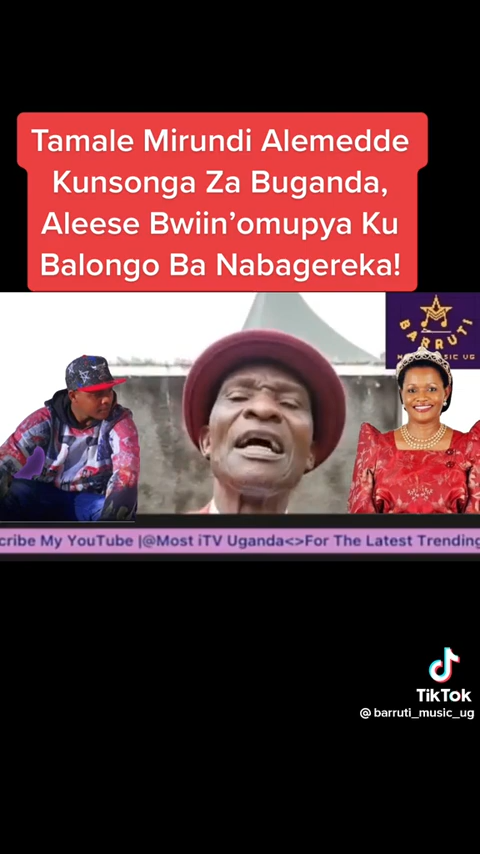 Tamale Mirundi Alemedde
Kunsonga Za Buganda,
Aleese Bwiin’omupya Ku
Balongo Ba Nabagereka!
BARRUTI
cribe My YouTube |@Most iTV Uganda<>For The Latest Trending
TikTok
@barruti_music_ug